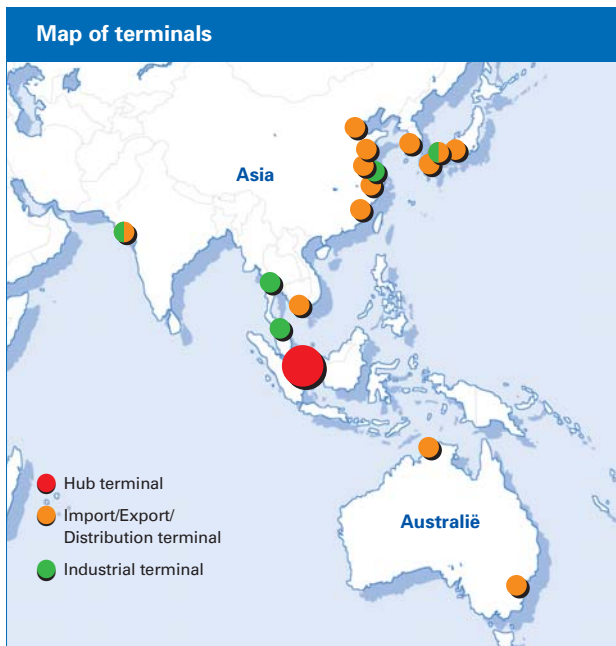 Map of terminals
Asia
Hub terminal
Import/Export/
Distribution terminal
Industrial terminal
Australië